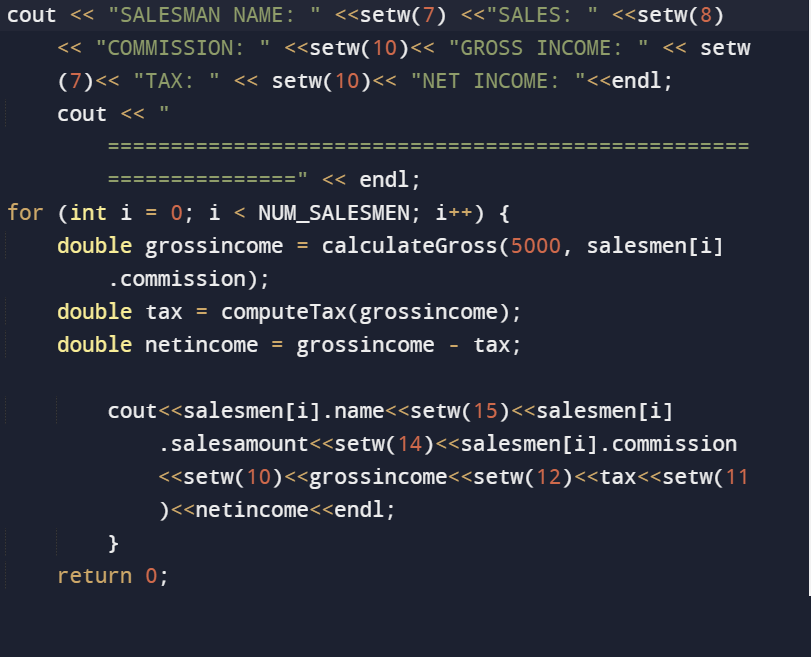 cout << "SALESMAN NAME: " <<setw(7) <<"SALES: " <<setw(8)
<< "COMMISSION: " <<setw(10)<< "GROSS INCOME: " << setw
(7)<< "TAX: " << setw(10)<< "NET INCOME: "<<endl;
cout << "
===================================================
===============" << endl;
for (int i = 0; i < NUM_SALESMEN; i++) {
double grossincome = calculateGross(5000, salesmen[i]
.commission);
double tax = computeTax(grossincome);
double netincome = grossincome - tax;
cout<<salesmen[i].name<<setw(15)<<salesmen[i]
.salesamount<<setw(14)<<salesmen[i].commission
<<setw(10)<<grossincome<<setw(12)<<tax<<setw(11
)<<netincome<<endl;
}
return 0;